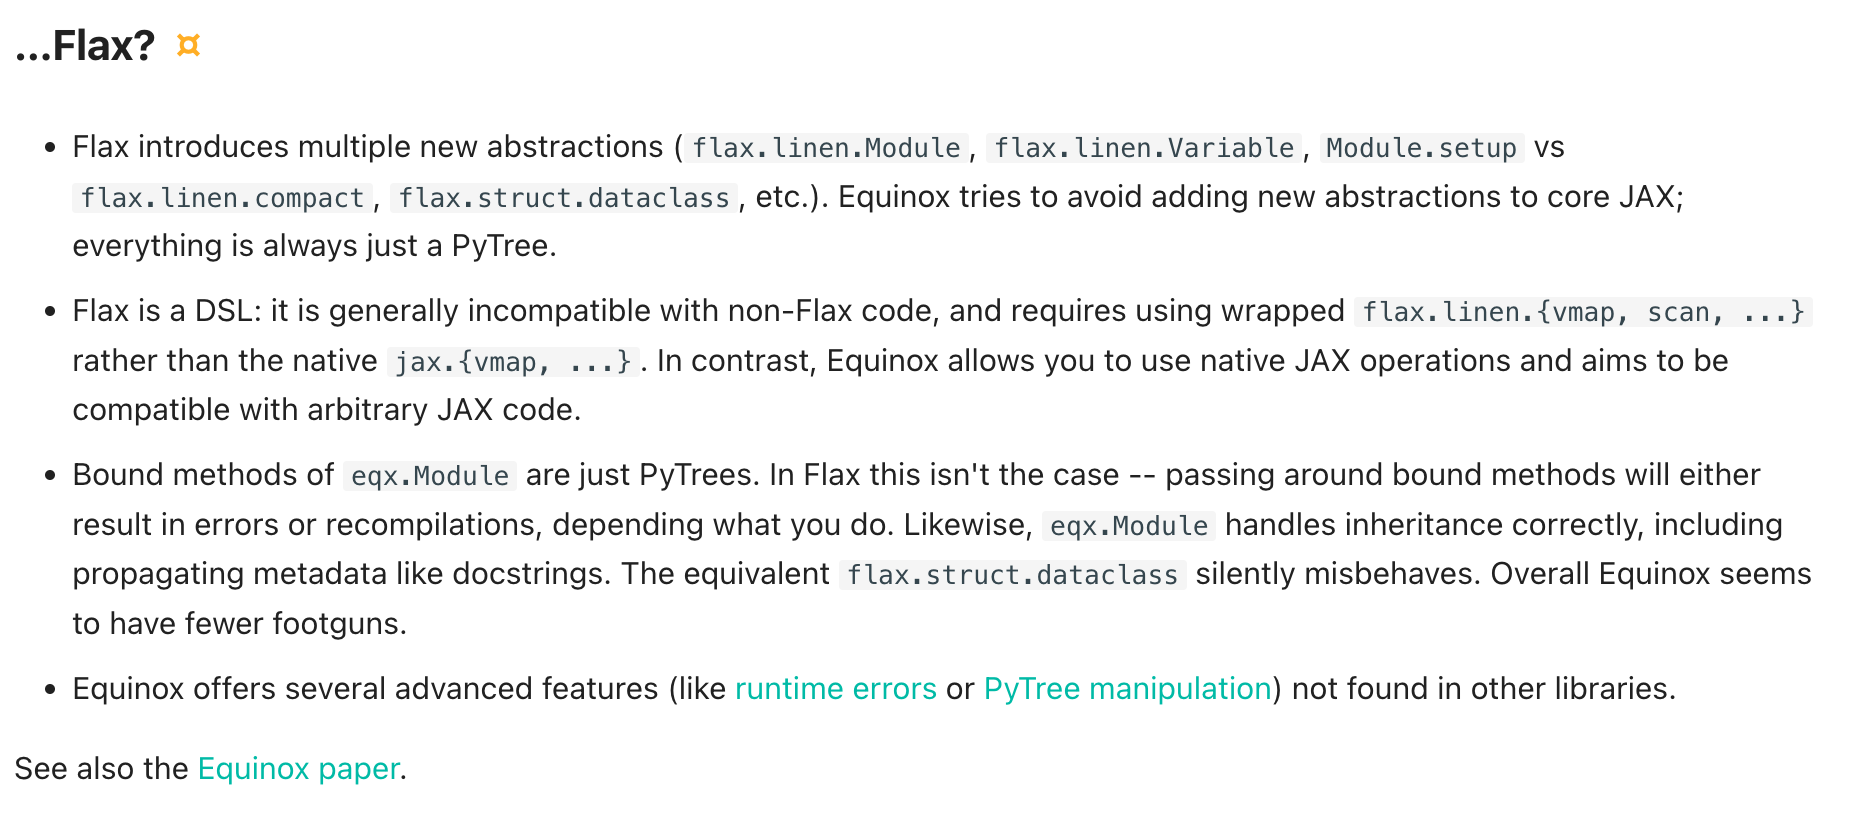 ...Flax? ¤
• Flax introduces multiple new abstractions (flax.linen.Module, flax.linen.Variable, Module.setup vs
flax.linen.compact, flax.struct.dataclass, etc.). Equinox tries to avoid adding new abstractions to core JAX;
everything is always just a PyTree.
• Flax is a DSL: it is generally incompatible with non-Flax code, and requires using wrapped flax.linen.{vmap, scan, ...}
rather than the native jax.{vmap, ...}. In contrast, Equinox allows you to use native JAX operations and aims to be
compatible with arbitrary JAX code.
• Bound methods of eqx.Module are just PyTrees. In Flax this isn't the case -- passing around bound methods will either
result in errors or recompilations, depending what you do. Likewise, eqx.Module handles inheritance correctly, including
propagating metadata like docstrings. The equivalent flax.struct.dataclass silently misbehaves. Overall Equinox seems
to have fewer footguns.
• Equinox offers several advanced features (like runtime errors or PyTree manipulation) not found in other libraries.
See also the Equinox paper.